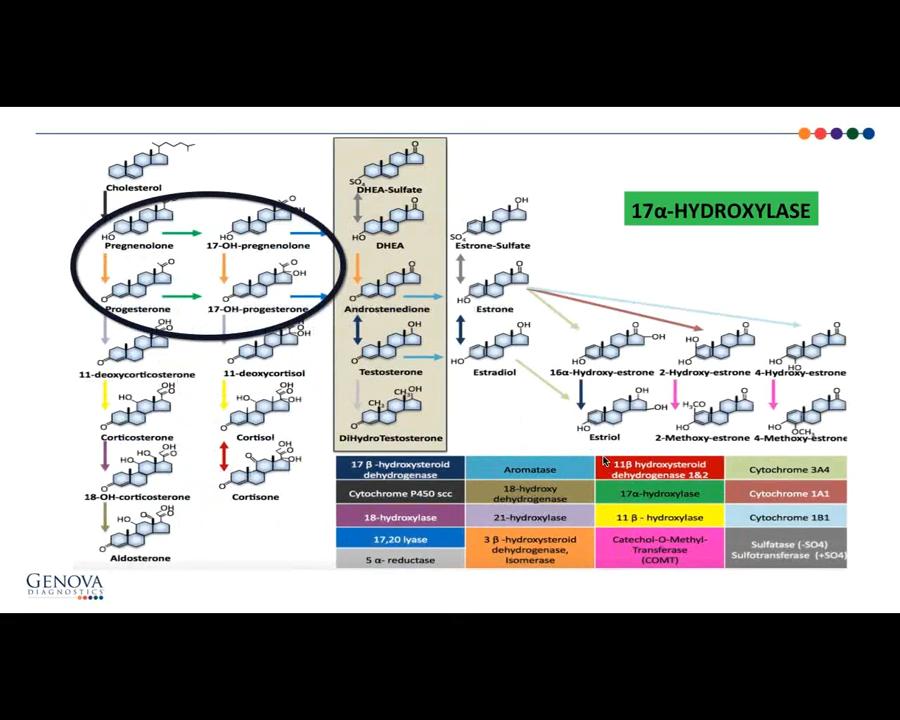 17α-HYDROXYLASE
Cholesterol
Pregnenolone
17-OH-pregnenolone
Progesterone
17-OH-progesterone
11-deoxycorticosterone
11-deoxycortisol
Corticosterone
Cortisol
18-OH-corticosterone
Cortisone
Aldosterone
DHEA-Sulfate
DHEA
Androstenedione
Testosterone
DiHydroTestosterone
Estrone-Sulfate
Estrone
Estradiol
16α-Hydroxy-estrone
2-Hydroxy-estrone
4-Hydroxy-estrone
Estriol
2-Methoxy-estrone
4-Methoxy-estrone
17 β -hydroxysteroid
dehydrogenase
Aromatase
11β hydroxysteroid
dehydrogenase 1&2
Cytochrome 3A4
Cytochrome P450 scc
18-hydroxy
dehydrogenase
17α-hydroxylase
Cytochrome 1A1
18-hydroxylase
21-hydroxylase
11 β - hydroxylase
Cytochrome 1B1
17,20 lyase
5 α- reductase
3 β -hydroxysteroid
dehydrogenase,
Isomerase
Catechol-O-Methyl-
Transferase
(COMT)
Sulfatase (-SO4)
Sulfotransferase (+SO4)
GENOVA
DIAGNOSTICS